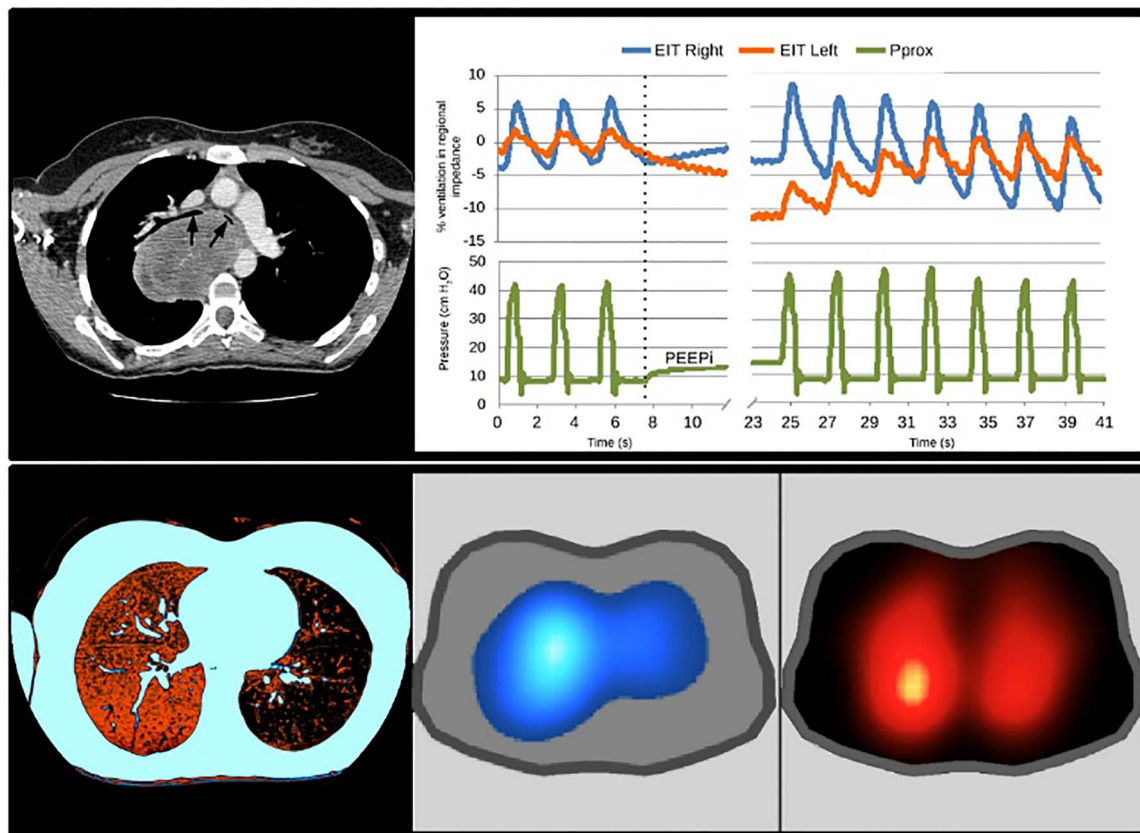 EIT Right EIT Left Pprox
% ventilation in regional
impedance
10
5
0
-5
-10
-15
Pressure (cm H₂O)
50
40
30
20
10
0
PEEPi
0 2 4 6 8 10 23 25 27 29 31 33 35 37 39 41
Time (s) Time (s)